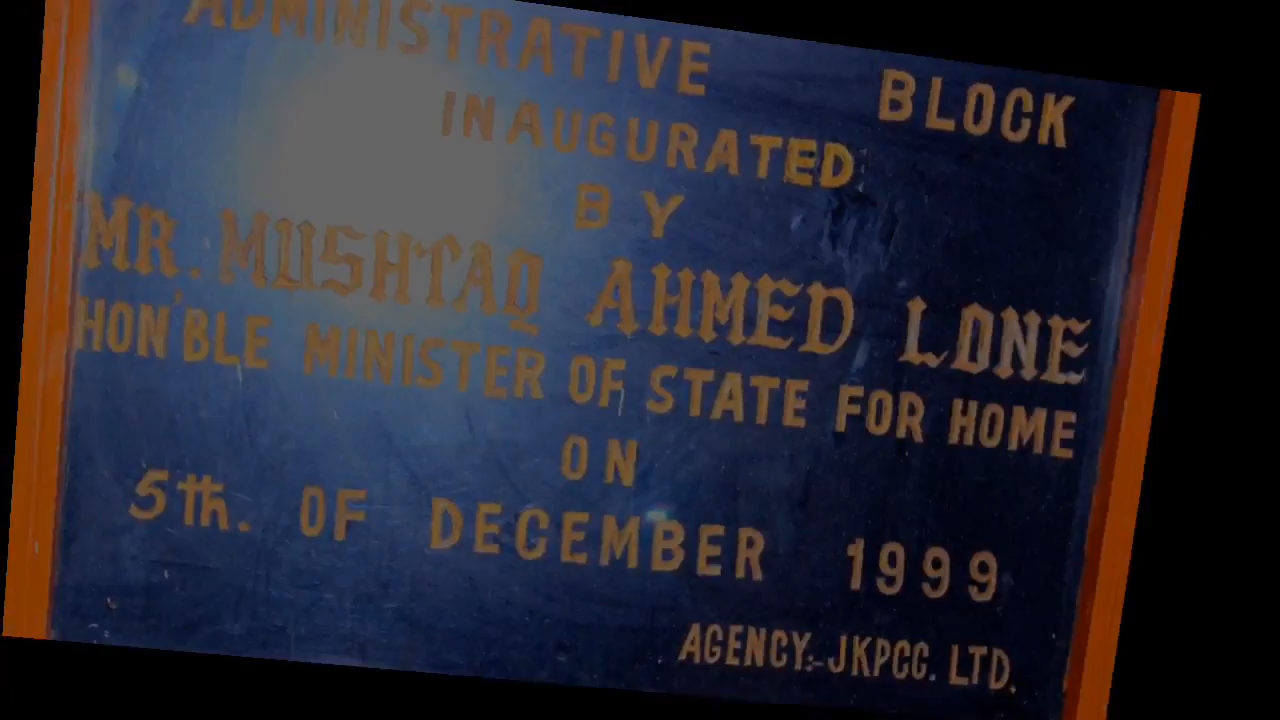 ADMINISTRATIVE BLOCK
INAUGURATED
BY
MR. MUSHTAQ AHMED LONE
HON'BLE MINISTER OF STATE FOR HOME
ON
5th. OF DECEMBER 1999
AGENCY:- JKPCC. LTD.